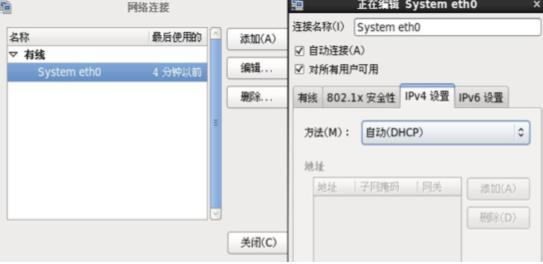 网络连接
名称 最后使用的
有线
System eth0 4 分钟以前
添加(A)
编辑...
删除...
关闭(C)
正在编辑 System eth0
连接名称(I) System eth0
自动连接(A)
对所有用户可用
有线 802.1x 安全性 IPv4 设置 IPv6 设置
方法(M)： 自动(DHCP)
地址
地址 子网掩码 网关
添加(A)
删除(D)